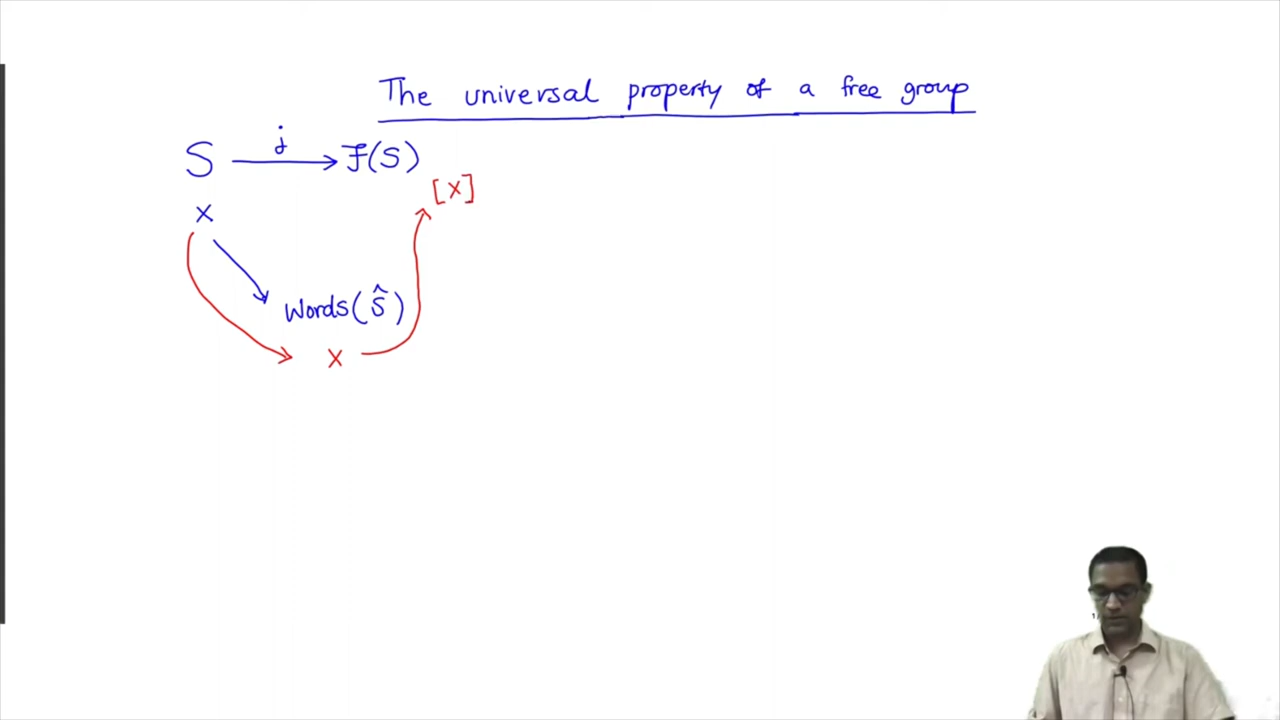 The universal property of a free group
S j F(S)
[x]
x
Words(Ŝ)
x